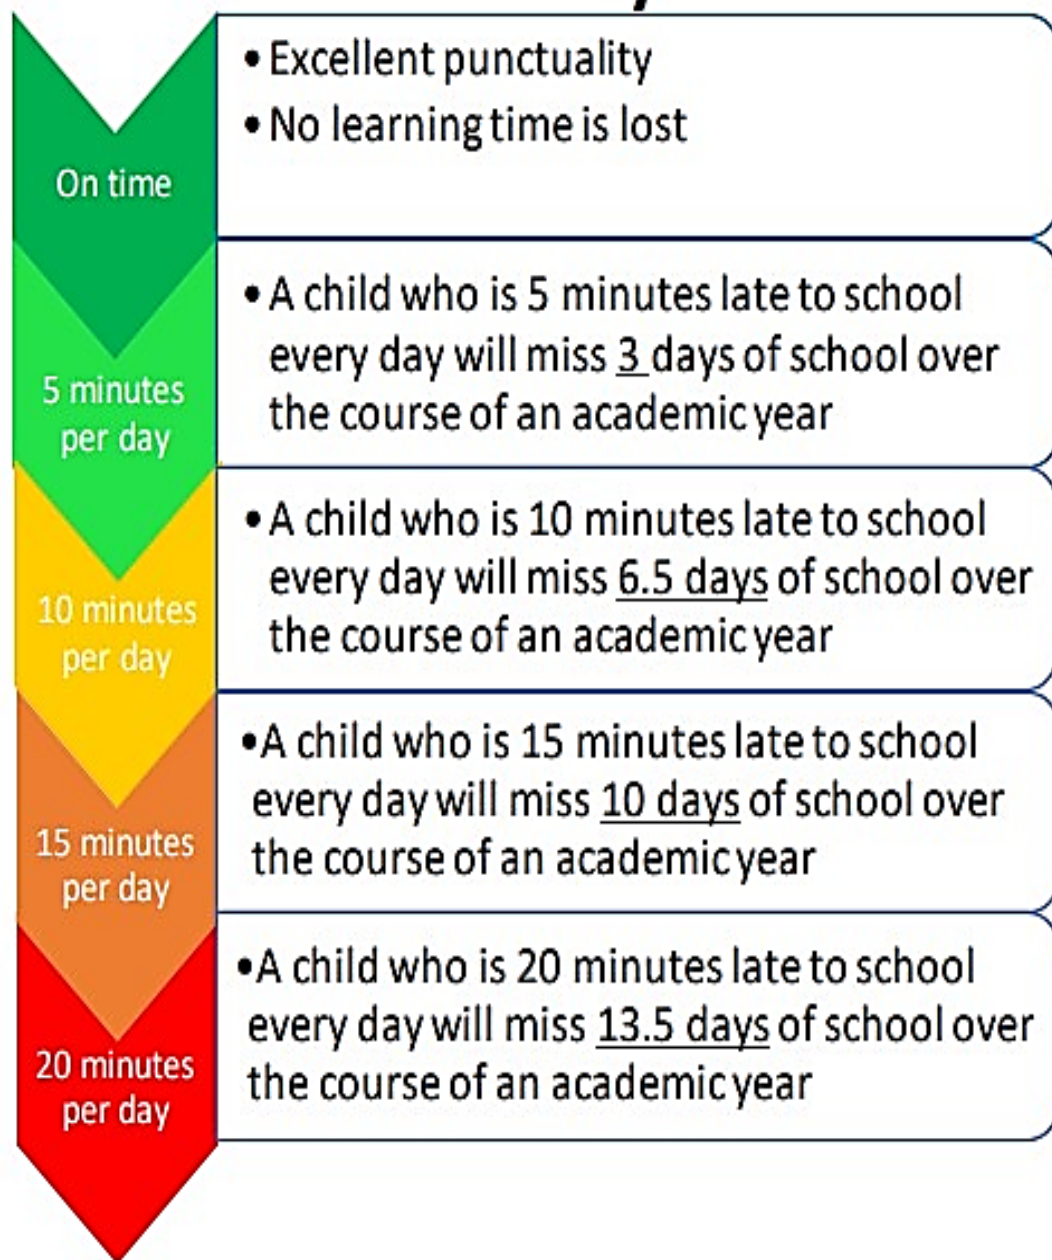 • Excellent punctuality
• No learning time is lost
On time
• A child who is 5 minutes late to school
every day will miss 3 days of school over
the course of an academic year
5 minutes
per day
• A child who is 10 minutes late to school
every day will miss 6.5 days of school over
the course of an academic year
10 minutes
per day
•A child who is 15 minutes late to school
every day will miss 10 days of school over
the course of an academic year
15 minutes
per day
•A child who is 20 minutes late to school
every day will miss 13.5 days of school over
the course of an academic year
20 minutes
per day